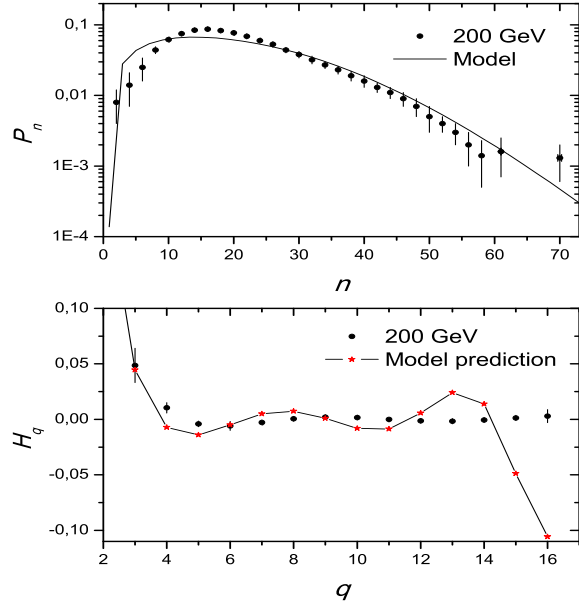 0,1
0,01
1E-3
1E-4
P_n
200 GeV
Model
0 10 20 30 40 50 60 70
n
0,10
0,05
0,00
-0,05
-0,10
H_q
200 GeV
Model prediction
2 4 6 8 10 12 14 16
q